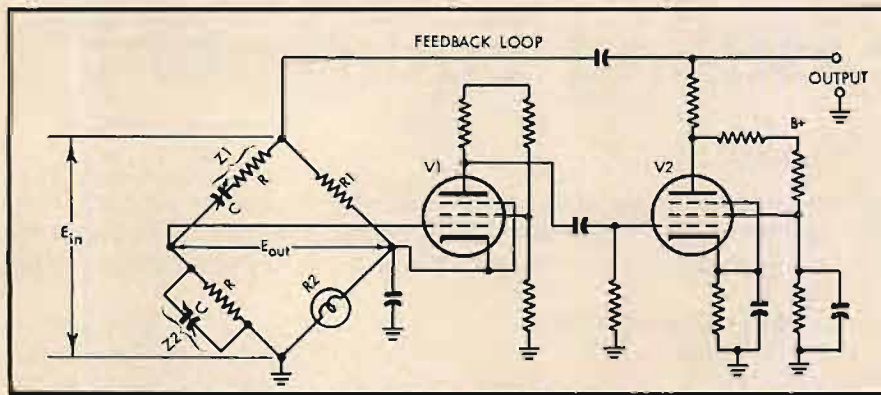 FEEDBACK LOOP
OUTPUT
B+
Z1
R
C
R1
V1
V2
Ein
Eout
R
C
Z2
R2